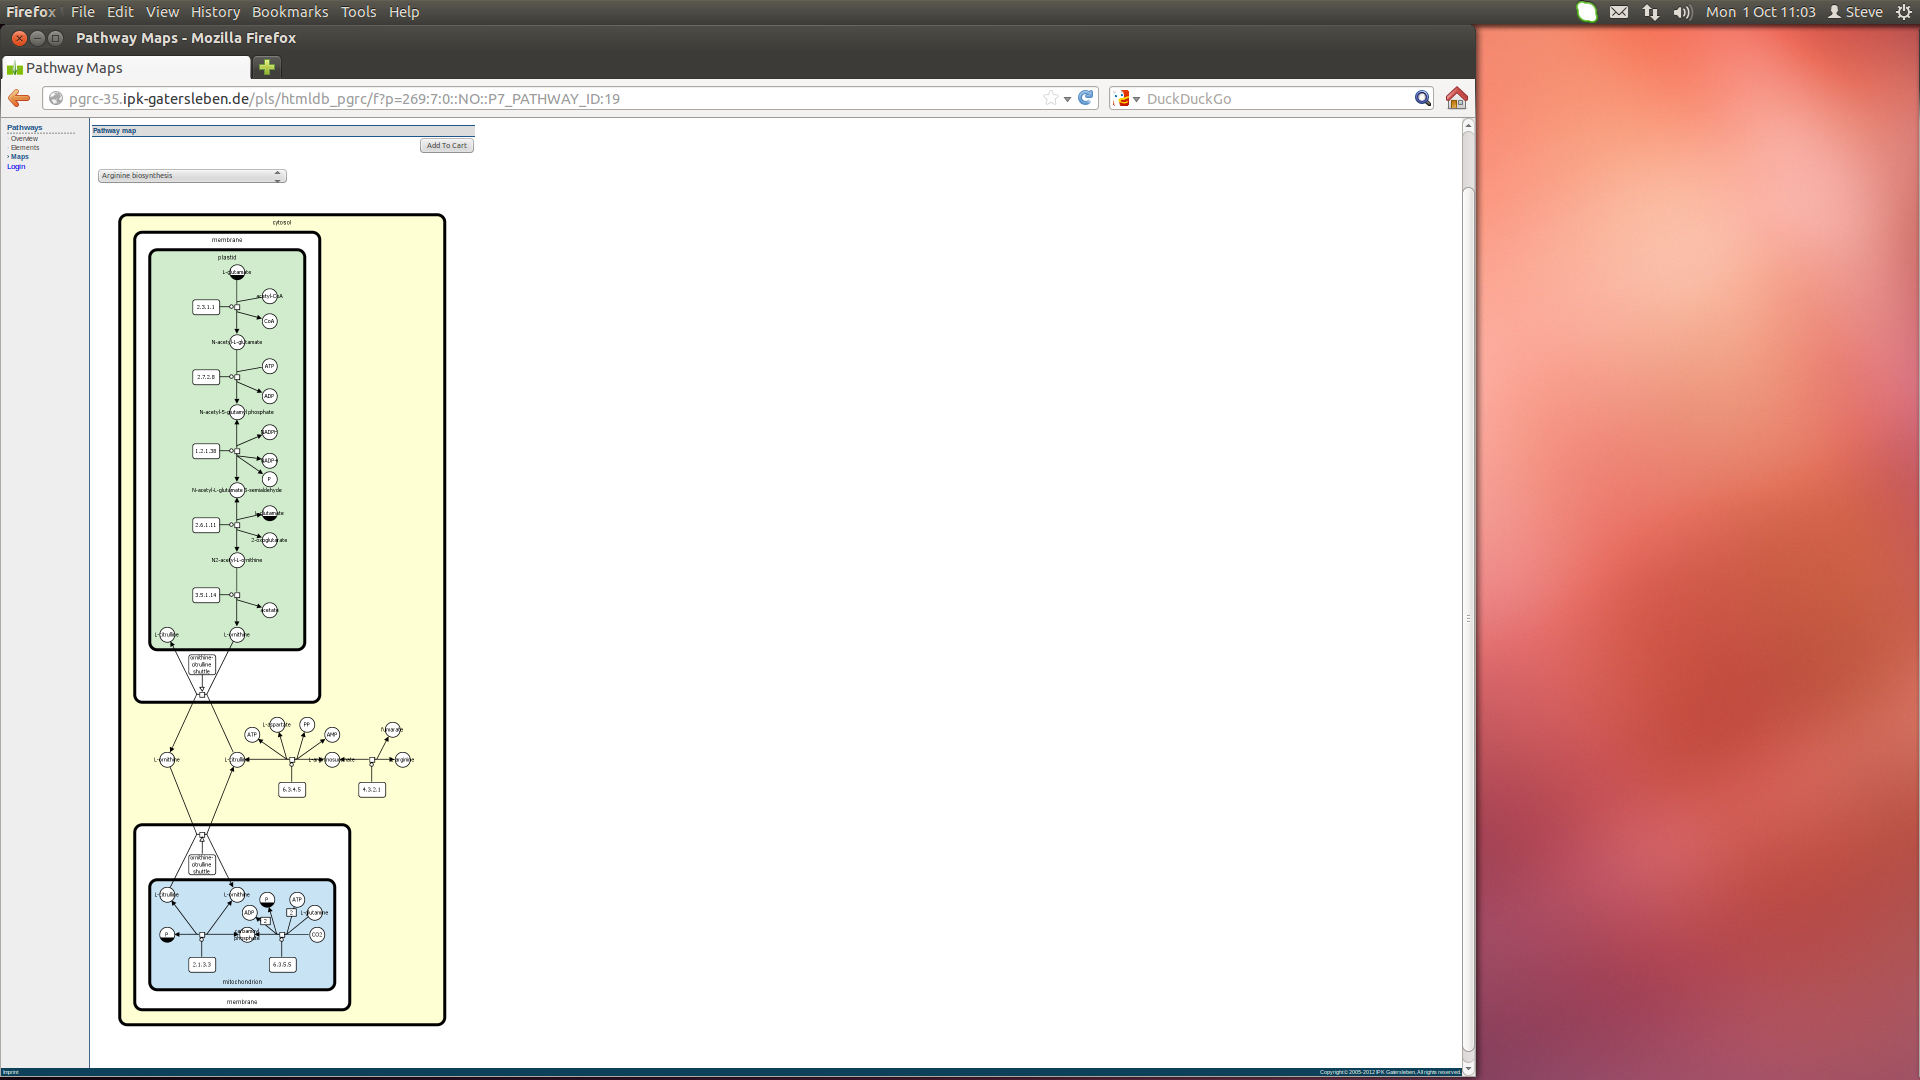 Firefox File Edit View History Bookmarks Tools Help
Mon 1 Oct 11:03 Steve
Pathway Maps - Mozilla Firefox
Pathway Maps
pgrc-35.ipk-gatersleben.de/pls/htmldb_pgrc/f?p=269:7:0::NO::P7_PATHWAY_ID:19
DuckDuckGo
Pathways
Overview
Elements
Maps
Login
Pathway map
Add To Cart
Arginine biosynthesis
cytosol
membrane
plastid
L-glutamate
acetyl-CoA
2.3.1.1
CoA
N-acetyl-L-glutamate
ATP
2.7.2.8
ADP
N-acetyl-5-glutamyl phosphate
NADPH
1.2.1.38
NADP+
P
N-acetyl-L-glutamate 5-semialdehyde
L-glutamate
2.6.1.11
2-oxoglutarate
N2-acetyl-L-ornithine
3.5.1.14
acetate
L-citrulline
L-ornithine
ornithine-
citrulline
shuttle
L-aspartate
PP
ATP
AMP
fumarate
L-ornithine
L-citrulline
arginine
6.3.4.5
4.3.2.1
ornithine-
citrulline
shuttle
L-citrulline
L-ornithine
P
ATP
ADP
2
L-glutamine
2
P
carbamoyl
phosphate
CO2
2.1.3.3
6.3.5.5
mitochondrion
membrane
Imprint
Copyright © 2005-2012 IPK Gatersleben, All rights reserved.